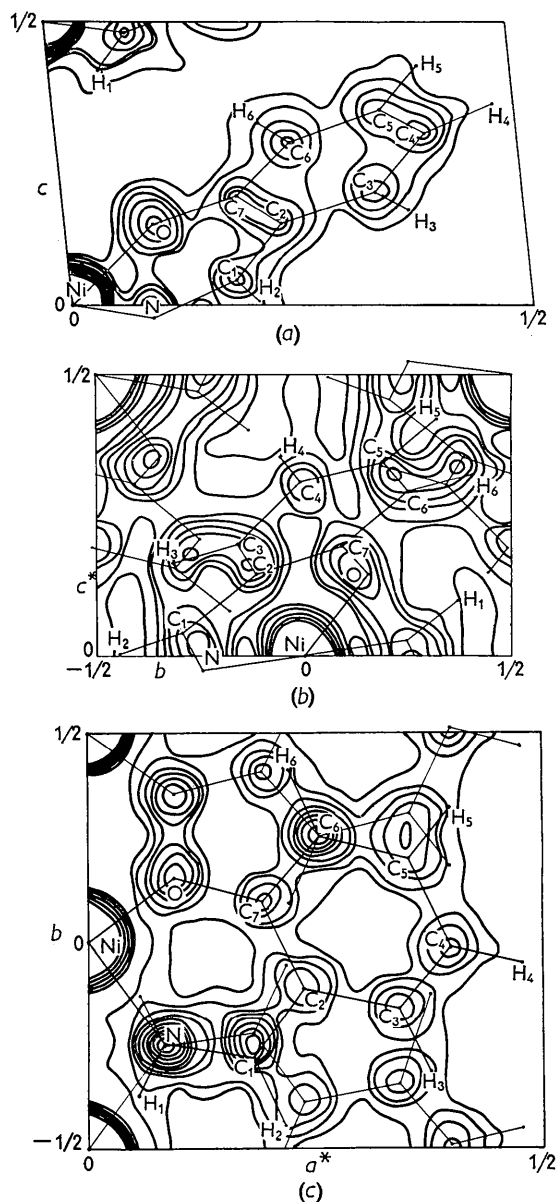 1/2
H₁
H₅
H₆
H₄
C₅ C₄
C₆
c
C₃
C₇ C₂
H₃
O
C₁
Ni
H₂
0
N
0
1/2
(a)
1/2
H₅
H₄
C₅
C₄
H₆
C₆
H₃
C₃
C₇
C₂
c*
O
H₁
C₁
H₂
N
Ni
0
−1/2
b
0
1/2
(b)
1/2
H₆
C₆
H₅
C₅
O
C₇
b
0
Ni
C₄
H₄
C₂
C₃
N
C₁
H₃
H₁
H₂
−1/2
0
a*
1/2
(c)